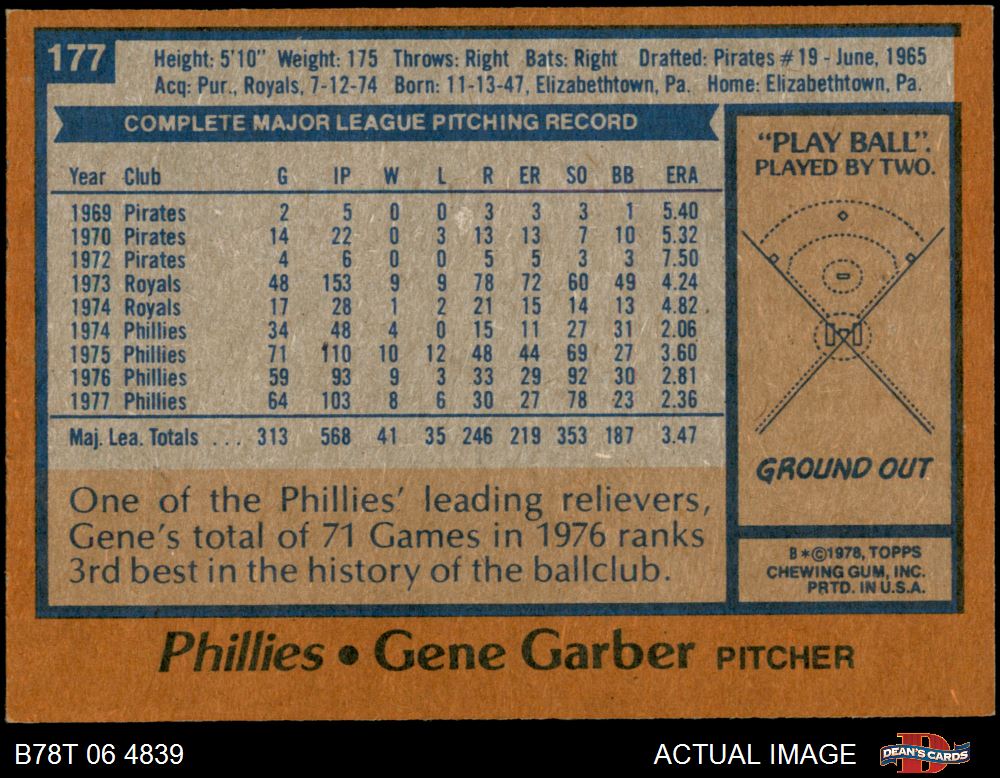 177
Height: 5'10" Weight: 175 Throws: Right Bats: Right Drafted: Pirates #19 - June, 1965
Acq: Pur., Royals, 7-12-74 Born: 11-13-47, Elizabethtown, Pa. Home: Elizabethtown, Pa.
COMPLETE MAJOR LEAGUE PITCHING RECORD
Year Club G IP W L R ER SO BB ERA
1969 Pirates 2 5 0 0 3 3 3 1 5.40
1970 Pirates 14 22 0 3 13 13 7 10 5.32
1972 Pirates 4 6 0 0 5 5 3 3 7.50
1973 Royals 48 153 9 9 78 72 60 49 4.24
1974 Royals 17 28 1 2 21 15 14 13 4.82
1974 Phillies 34 48 4 0 15 11 27 31 2.06
1975 Phillies 71 110 10 12 48 44 69 27 3.60
1976 Phillies 59 93 9 3 33 29 92 30 2.81
1977 Phillies 64 103 8 6 30 27 78 23 2.36
Maj. Lea. Totals ... 313 568 41 35 246 219 353 187 3.47
One of the Phillies' leading relievers,
Gene's total of 71 Games in 1976 ranks
3rd best in the history of the ballclub.
"PLAY BALL".
PLAYED BY TWO.
GROUND OUT
B*©1978, TOPPS
CHEWING GUM, INC.
PRTD. IN U.S.A.
Phillies • Gene Garber PITCHER
B78T 06 4839
ACTUAL IMAGE
D
DEAN'S CARDS